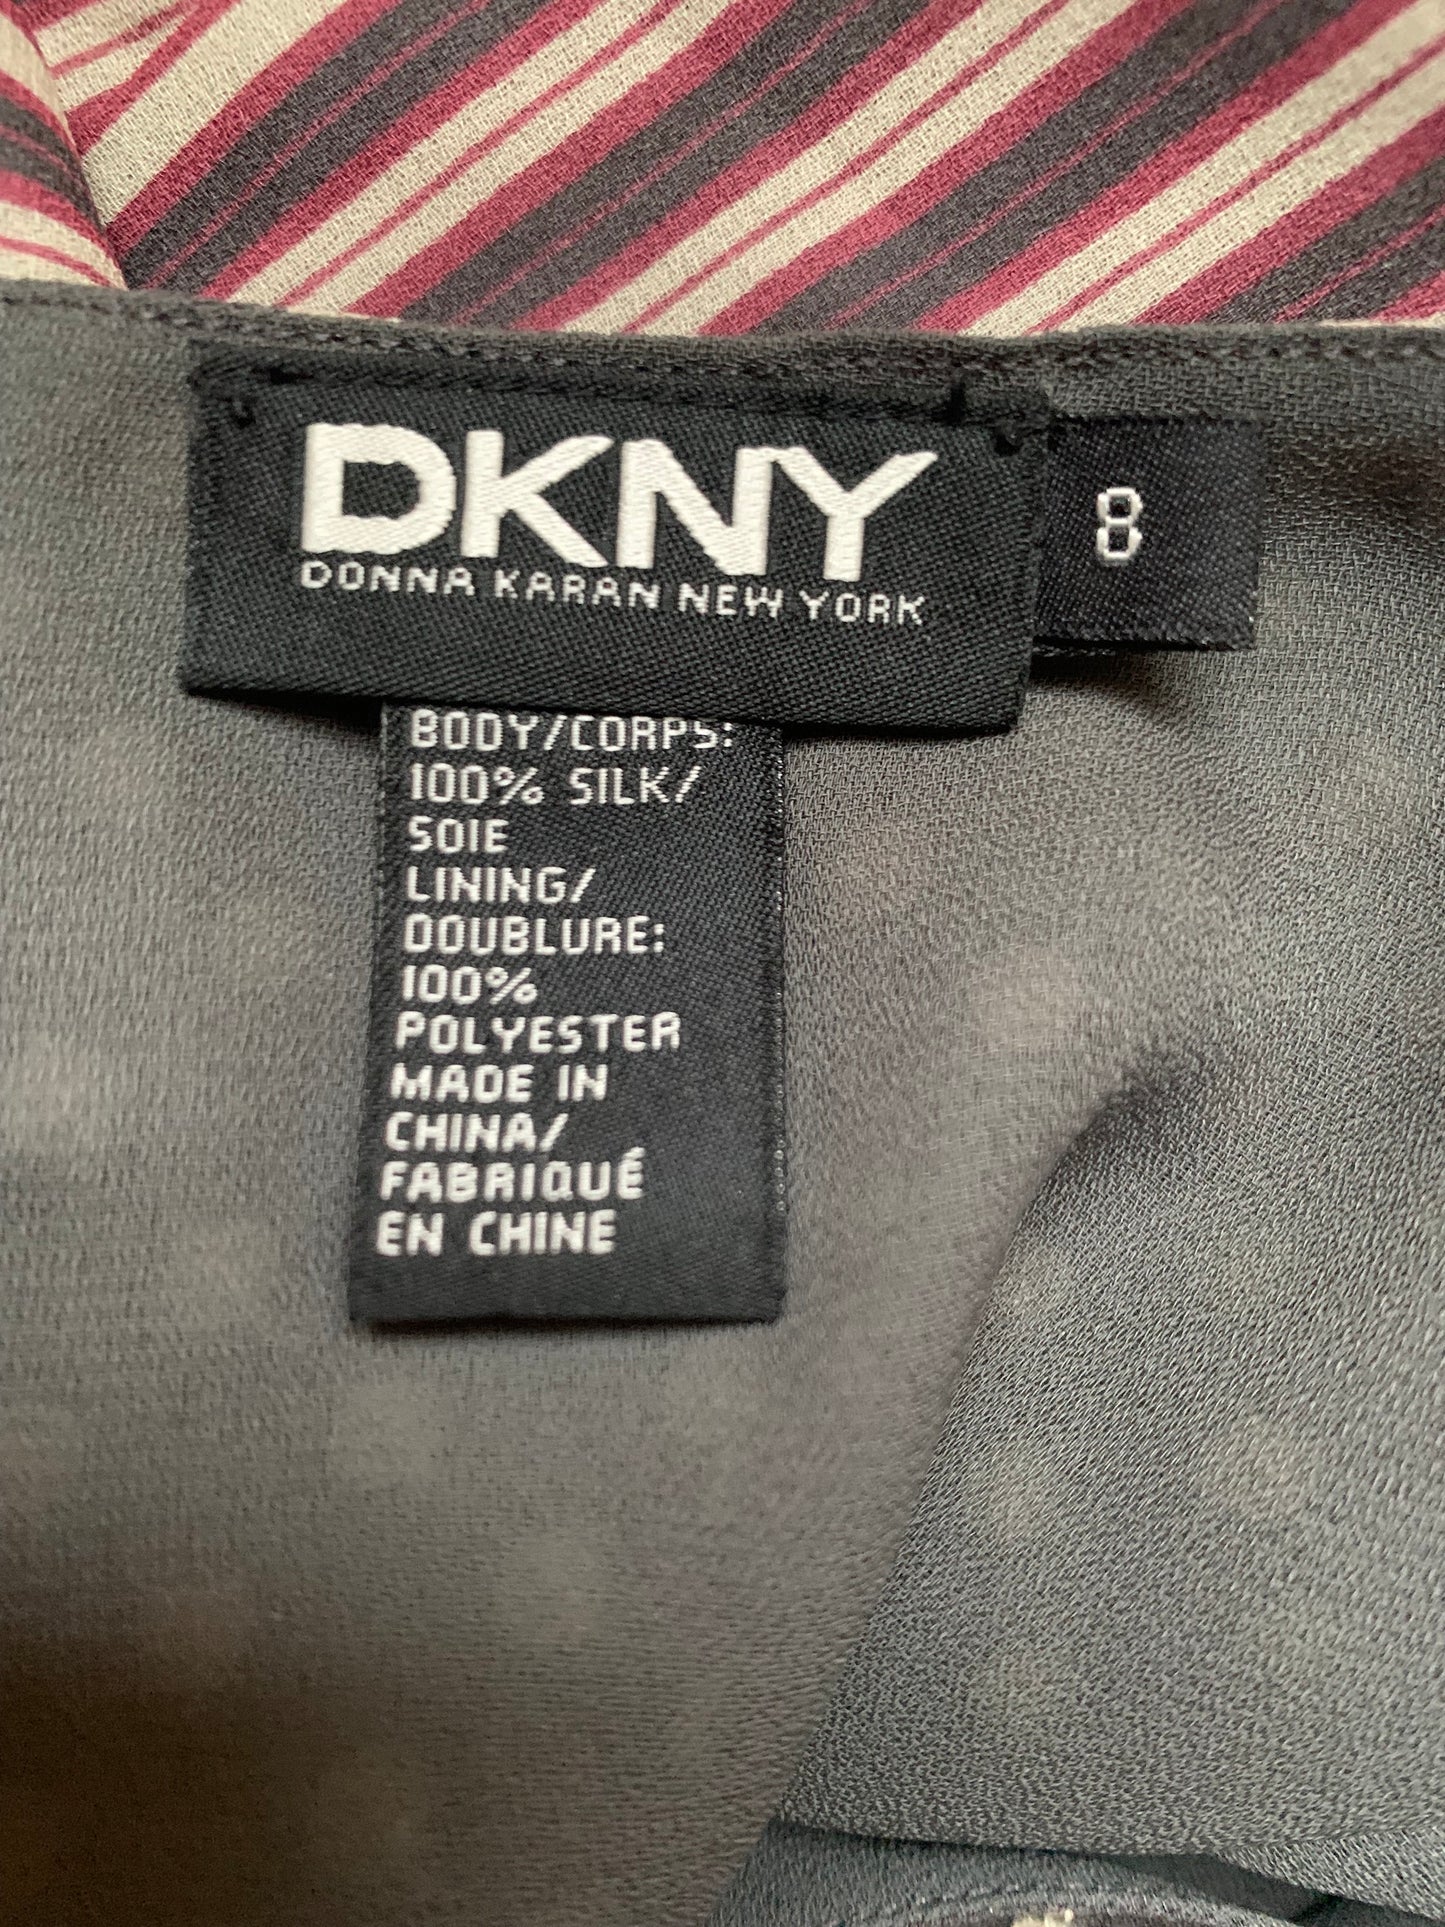 DKNY
DONNA KARAN NEW YORK
8
BODY/CORPS:
100% SILK/
SOIE
LINING/
DOUBLURE:
100%
POLYESTER
MADE IN
CHINA/
FABRIQUÉ
EN CHINE